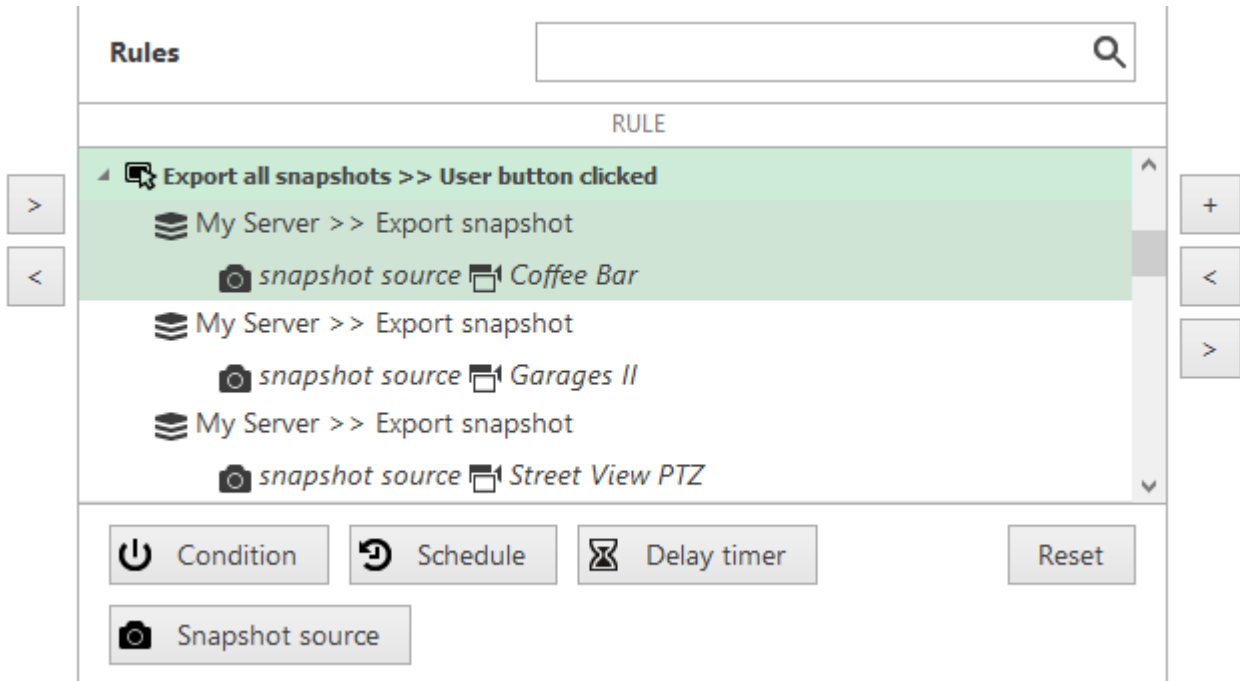 Rules
RULE
Export all snapshots >> User button clicked
My Server >> Export snapshot
snapshot source Coffee Bar
My Server >> Export snapshot
snapshot source Garages II
My Server >> Export snapshot
snapshot source Street View PTZ
>
<
+
<
>
Condition
Schedule
Delay timer
Reset
Snapshot source